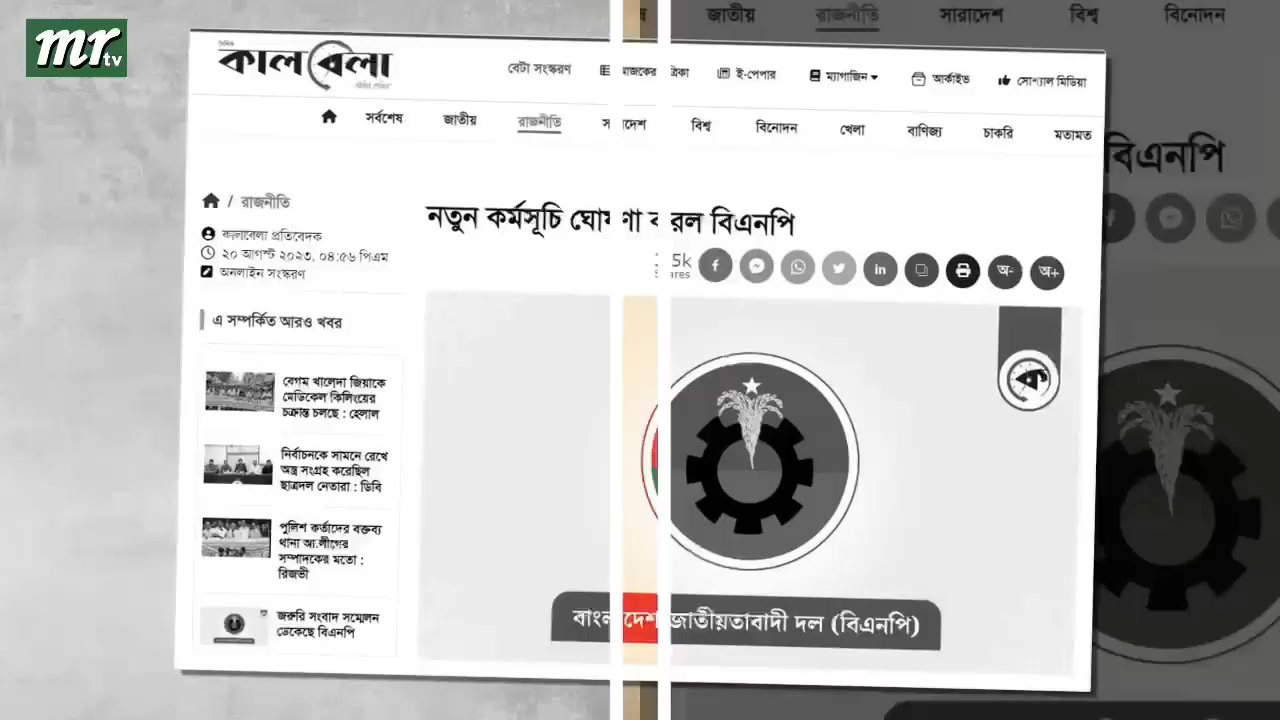 mr tv
জাতীয় রাজনীতি সারাদেশ বিশ্ব বিনোদন
কালবেলা
বেটা সংস্করণ ই-পেপার ম্যাগাজিন আর্কাইভ সোশ্যাল মিডিয়া
সর্বশেষ জাতীয় রাজনীতি বিশ্ব বিনোদন খেলা বাণিজ্য চাকরি মতামত
বিএনপি
/ রাজনীতি
নতুন কর্মসূচি ঘোষণা করল বিএনপি
কালবেলা প্রতিবেদক
২০ আগস্ট ২০২৩, ০৪:৫৬ পিএম
অনলাইন সংস্করণ
অ- অ+
এ সম্পর্কিত আরও খবর
বেগম খালেদা জিয়াকে
মেডিকেল কিলিংয়ের
চক্রান্ত চলছে : হেলাল
নির্বাচনকে সামনে রেখে
অস্ত্র সংগ্রহ করেছিল
ছাত্রদল নেতারা : ডিবি
পুলিশ কর্তাদের বক্তব্য
থানা আ.লীগের
সম্পাদকের মতো :
রিজভী
জরুরি সংবাদ সম্মেলন
ডেকেছে বিএনপি
বাংলাদেশ জাতীয়তাবাদী দল (বিএনপি)